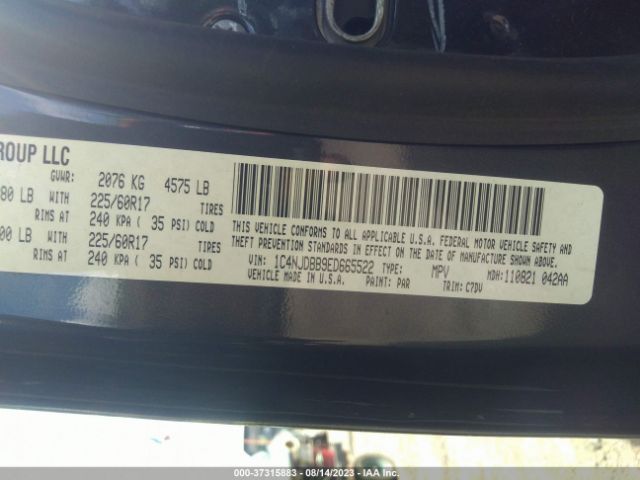 ROUP LLC
GVWR: 2076 KG 4575 LB
80 LB WITH 225/60R17 TIRES
RIMS AT 240 KPA ( 35 PSI) COLD
00 LB WITH 225/60R17 TIRES
RIMS AT 240 KPA ( 35 PSI) COLD
THIS VEHICLE CONFORMS TO ALL APPLICABLE U.S.A. FEDERAL MOTOR VEHICLE SAFETY AND
THEFT PREVENTION STANDARDS IN EFFECT ON THE DATE OF MANUFACTURE SHOWN ABOVE.
VIN: 1C4NJDBB9ED665522 TYPE: MPV MDH: 110821 042AA
VEHICLE MADE IN U.S.A. PAINT: PAR TRIM: C7DV
000-37315883 08/14/2023 IAA Inc.